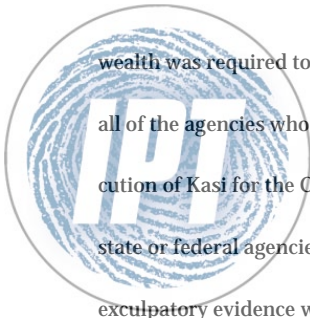 wealth was required to
all of the agencies who
IPT
cution of Kasi for the C
state or federal agencie
exculpatory evidence w